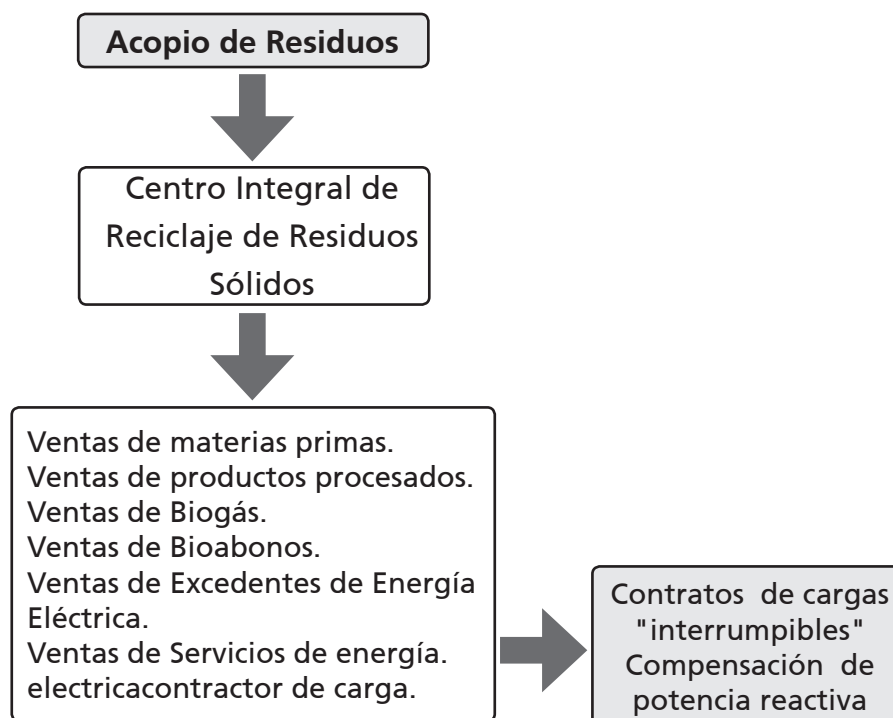 Acopio de Residuos
Centro Integral de
Reciclaje de Residuos
Sólidos
Ventas de materias primas.
Ventas de productos procesados.
Ventas de Biogás.
Ventas de Bioabonos.
Ventas de Excedentes de Energía
Eléctrica.
Ventas de Servicios de energía.
electricacontractor de carga.
Contratos de cargas
"interrumpibles"
Compensación de
potencia reactiva